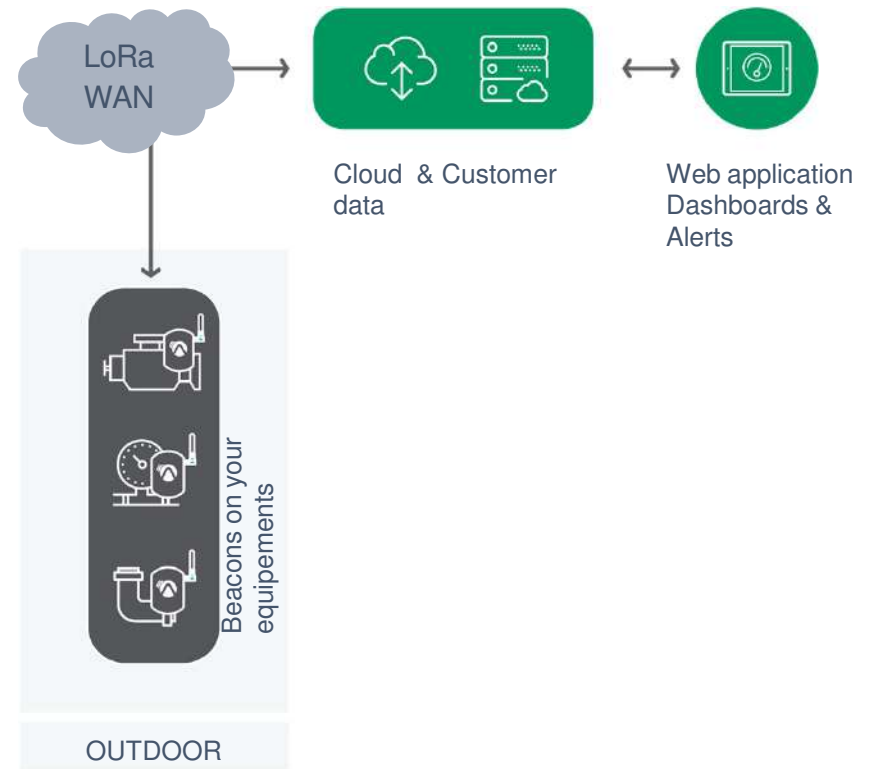 LoRa
WAN
Cloud & Customer
data
Web application
Dashboards &
Alerts
Beacons on your
equipements
OUTDOOR